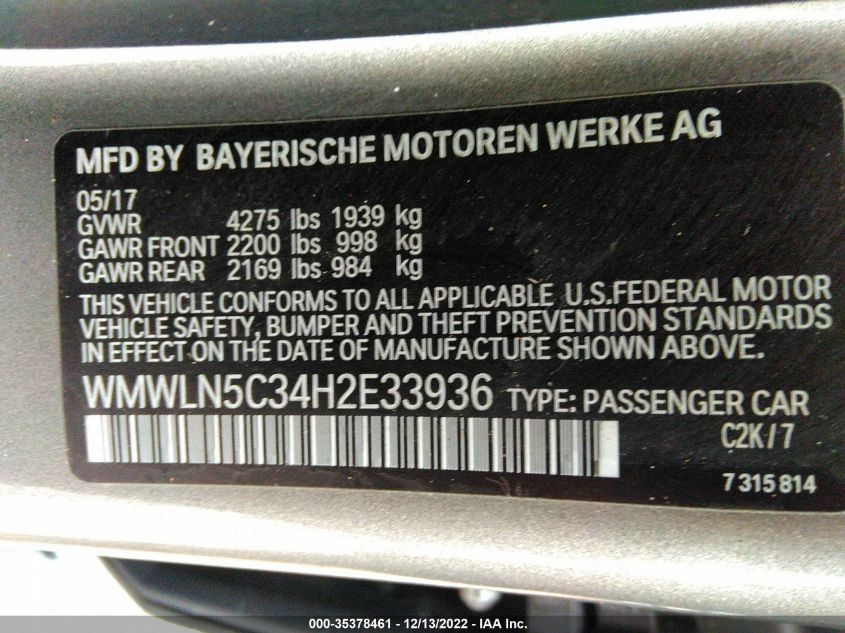 MFD BY BAYERISCHE MOTOREN WERKE AG
05/17
GVWR 4275 lbs 1939 kg
GAWR FRONT 2200 lbs 998 kg
GAWR REAR 2169 lbs 984 kg
THIS VEHICLE CONFORMS TO ALL APPLICABLE U.S.FEDERAL MOTOR
VEHICLE SAFETY, BUMPER AND THEFT PREVENTION STANDARDS
IN EFFECT ON THE DATE OF MANUFACTURE SHOWN ABOVE.
WMWLN5C34H2E33936 TYPE: PASSENGER CAR
C2K / 7
7 315 814
000-35378461 - 12/13/2022 - IAA Inc.